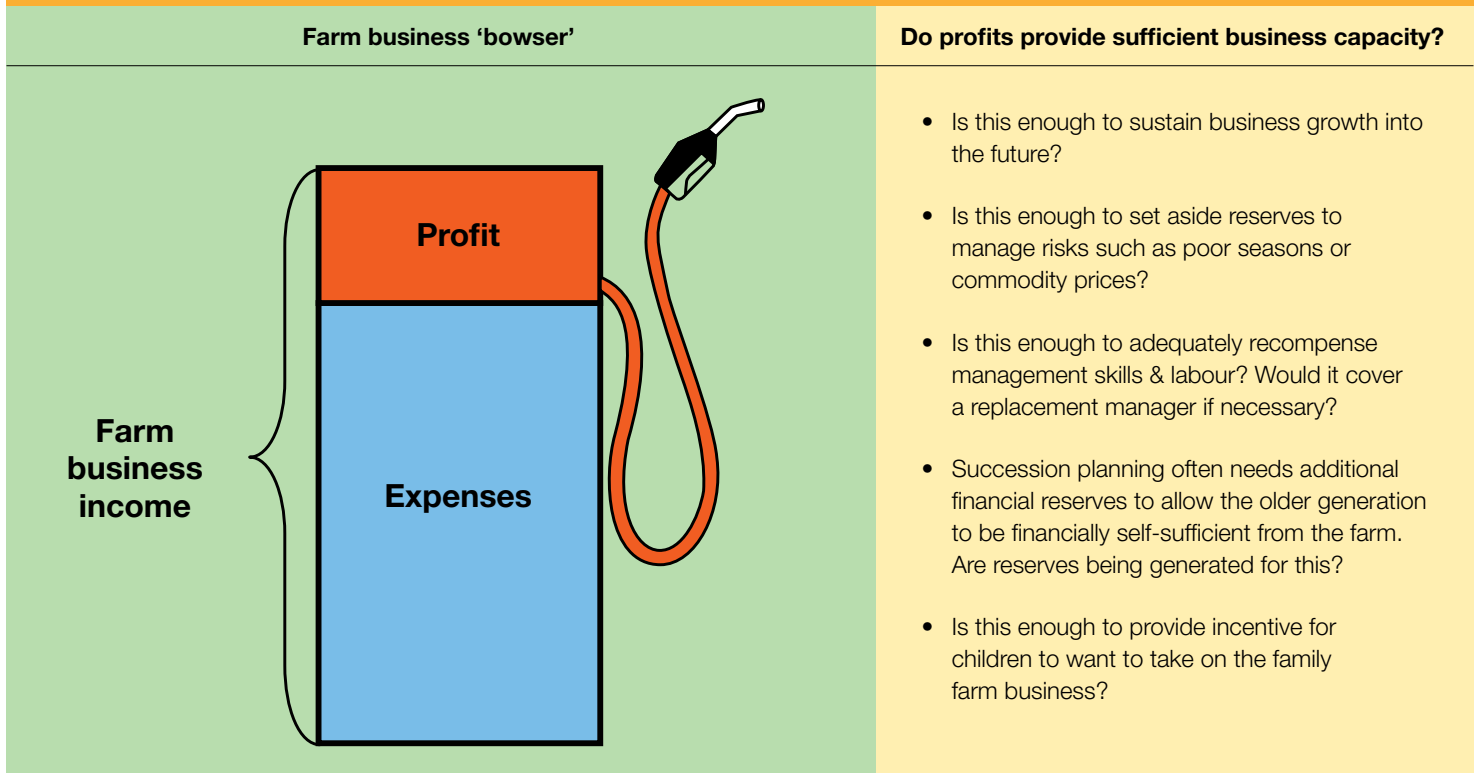 Farm business ‘bowser’
Profit
Expenses
Farm
business
income
Do profits provide sufficient business capacity?
• Is this enough to sustain business growth into
the future?
• Is this enough to set aside reserves to
manage risks such as poor seasons or
commodity prices?
• Is this enough to adequately recompense
management skills & labour? Would it cover
a replacement manager if necessary?
• Succession planning often needs additional
financial reserves to allow the older generation
to be financially self-sufficient from the farm.
Are reserves being generated for this?
• Is this enough to provide incentive for
children to want to take on the family
farm business?